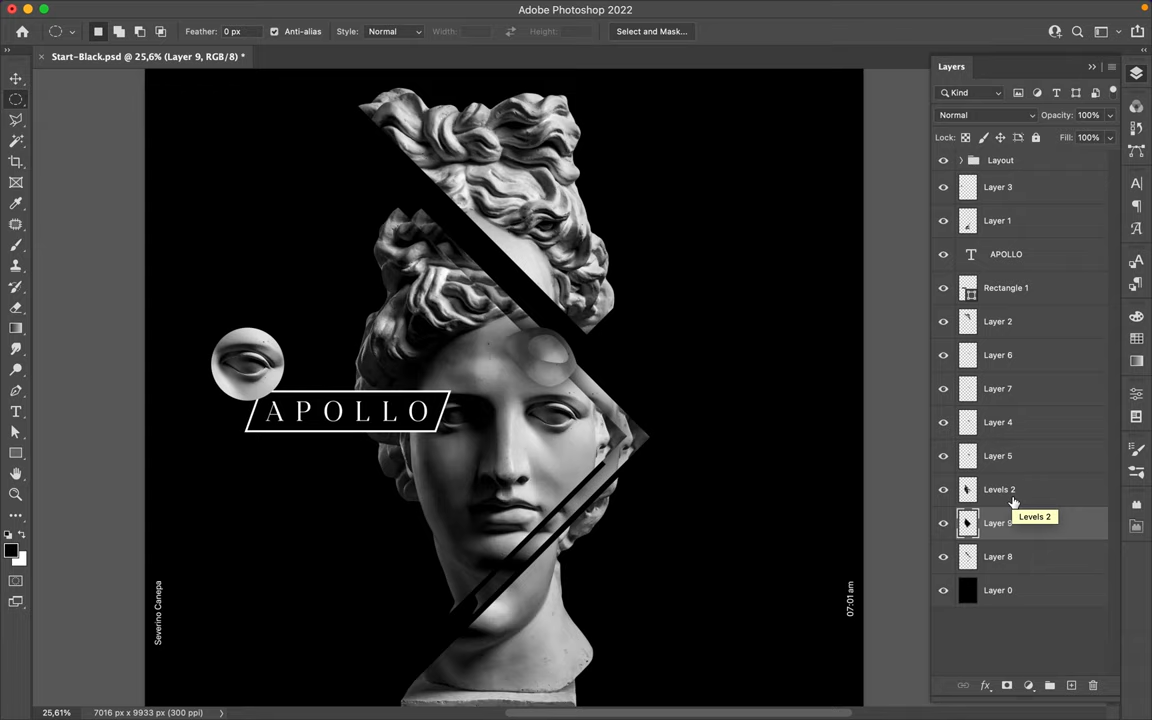 Adobe Photoshop 2022
Feather: 0 px Anti-alias Style: Normal Width: Height: Select and Mask...
Start-Black.psd @ 25,6% (Layer 9, RGB/8) *
Layers
Kind
Normal Opacity: 100%
Lock: Fill: 100%
Layout
Layer 3
Layer 1
T APOLLO
Rectangle 1
Layer 2
Layer 6
Layer 7
Layer 4
Layer 5
Levels 2
Layer 9
Levels 2
Layer 8
Layer 0
APOLLO
Severino Canepa
07:01 am
25,61% 7016 px x 9933 px (300 ppi)